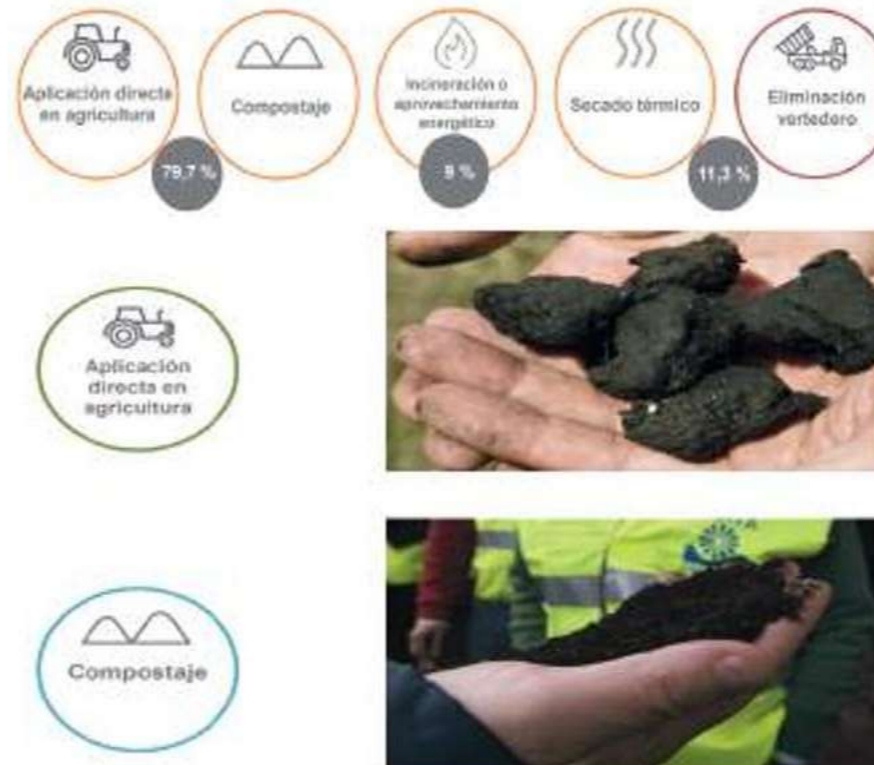 Aplicación directa
en agricultura
Compostaje
Incineración o
aprovechamiento
energético
Secado térmico
Eliminación
vertedero
79,7 %
9 %
11,3 %
Aplicación
directa en
agricultura
Compostaje